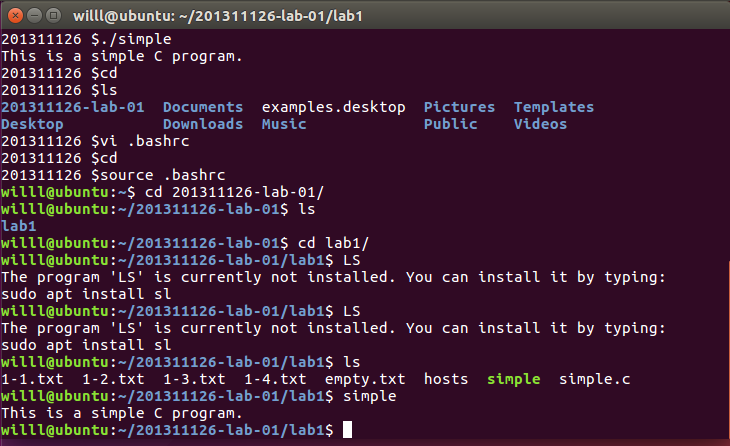 willl@ubuntu: ~/201311126-lab-01/lab1
201311126 $./simple
This is a simple C program.
201311126 $cd
201311126 $ls
201311126-lab-01  Documents  examples.desktop  Pictures  Templates
Desktop           Downloads  Music             Public    Videos
201311126 $vi .bashrc
201311126 $cd
201311126 $source .bashrc
willl@ubuntu:~$ cd 201311126-lab-01/
willl@ubuntu:~/201311126-lab-01$ ls
lab1
willl@ubuntu:~/201311126-lab-01$ cd lab1/
willl@ubuntu:~/201311126-lab-01/lab1$ LS
The program 'LS' is currently not installed. You can install it by typing:
sudo apt install sl
willl@ubuntu:~/201311126-lab-01/lab1$ LS
The program 'LS' is currently not installed. You can install it by typing:
sudo apt install sl
willl@ubuntu:~/201311126-lab-01/lab1$ ls
1-1.txt  1-2.txt  1-3.txt  1-4.txt  empty.txt  hosts  simple  simple.c
willl@ubuntu:~/201311126-lab-01/lab1$ simple
This is a simple C program.
willl@ubuntu:~/201311126-lab-01/lab1$